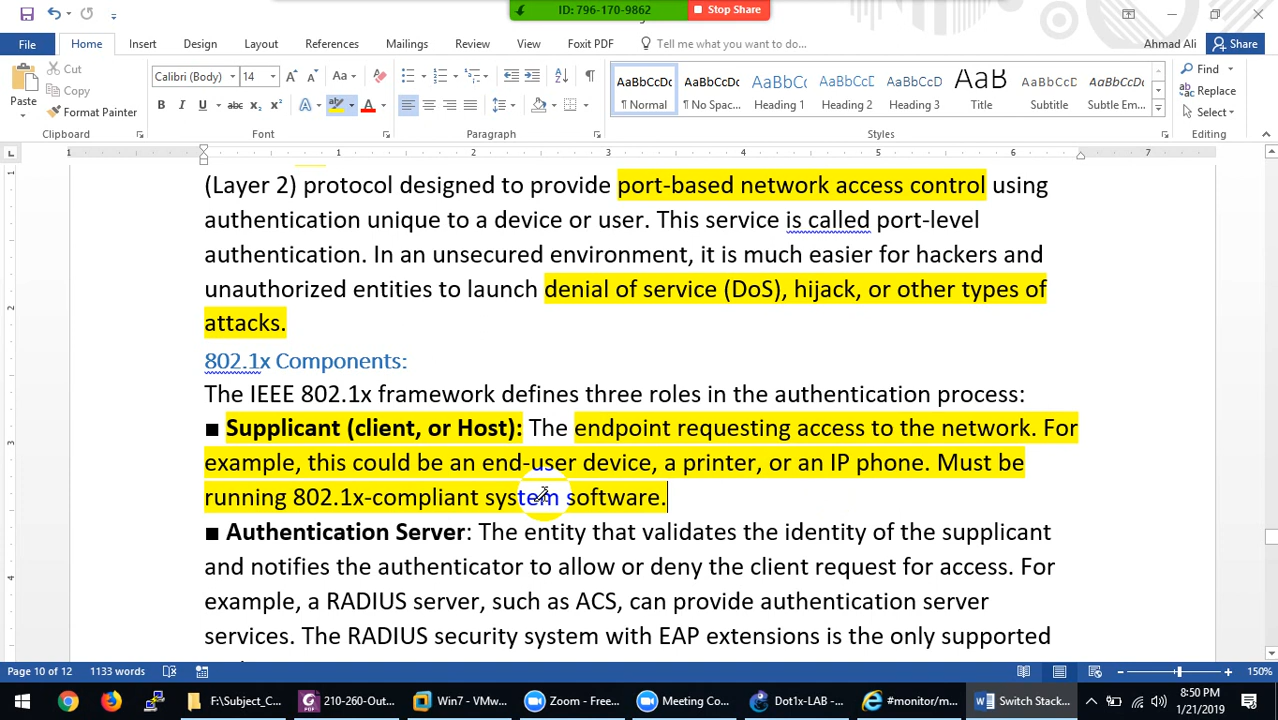 ID: 796-170-9862
Stop Share
File Home Insert Design Layout References Mailings Review View Foxit PDF Tell me what you want to do... Ahmad Ali Share
Paste
Cut
Copy
Format Painter
Calibri (Body) 14
AaBbCcDc AaBbCcDc AaBbCc AaBbCcC AaBbCcD AaB AaBbCcD AaBbCcDc
¶ Normal ¶ No Spac... Heading 1 Heading 2 Heading 3 Title Subtitle Subtle Em...
Find
Replace
Select
Clipboard Font Paragraph Styles Editing
1 1 2 3 4 5 6 7
(Layer 2) protocol designed to provide port-based network access control using
authentication unique to a device or user. This service is called port-level
authentication. In an unsecured environment, it is much easier for hackers and
unauthorized entities to launch denial of service (DoS), hijack, or other types of
attacks.
802.1x Components:
The IEEE 802.1x framework defines three roles in the authentication process:
■ Supplicant (client, or Host): The endpoint requesting access to the network. For
example, this could be an end-user device, a printer, or an IP phone. Must be
running 802.1x-compliant system software.
■ Authentication Server: The entity that validates the identity of the supplicant
and notifies the authenticator to allow or deny the client request for access. For
example, a RADIUS server, such as ACS, can provide authentication server
services. The RADIUS security system with EAP extensions is the only supported
Page 10 of 12 1133 words 150%
F:\Subject_C... 210-260-Out... Win7 - VMw... Zoom - Free... Meeting Co... Dot1x-LAB -... #monitor/m... Switch Stack...
8:50 PM
1/21/2019